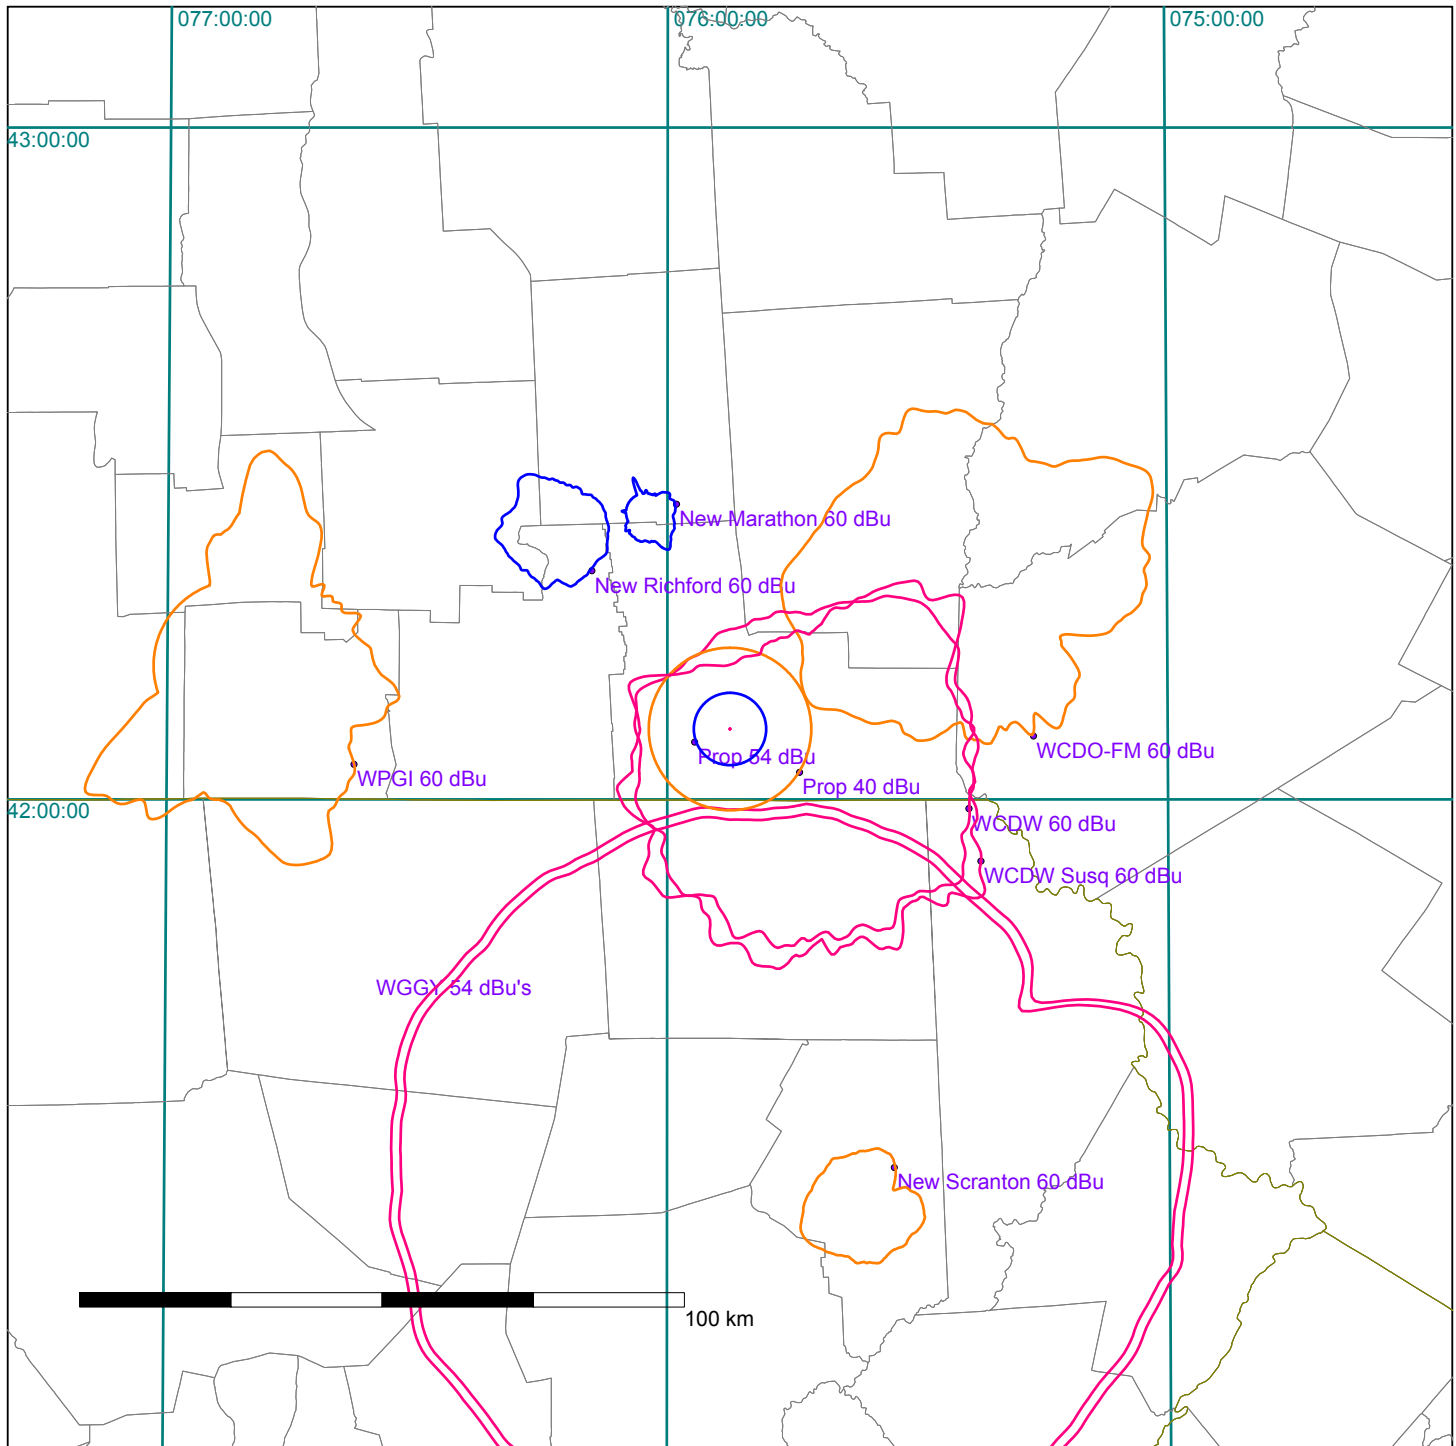 077:00:00
076:00:00
075:00:00
43:00:00
New Marathon 60 dBu
New Richford 60 dBu
WCDO-FM 60 dBu
Prop 54 dBu
WPGI 60 dBu
Prop 40 dBu
42:00:00
WCDW 60 dBu
WCDW Susq 60 dBu
WGGY 54 dBu's
New Scranton 60 dBu
100 km